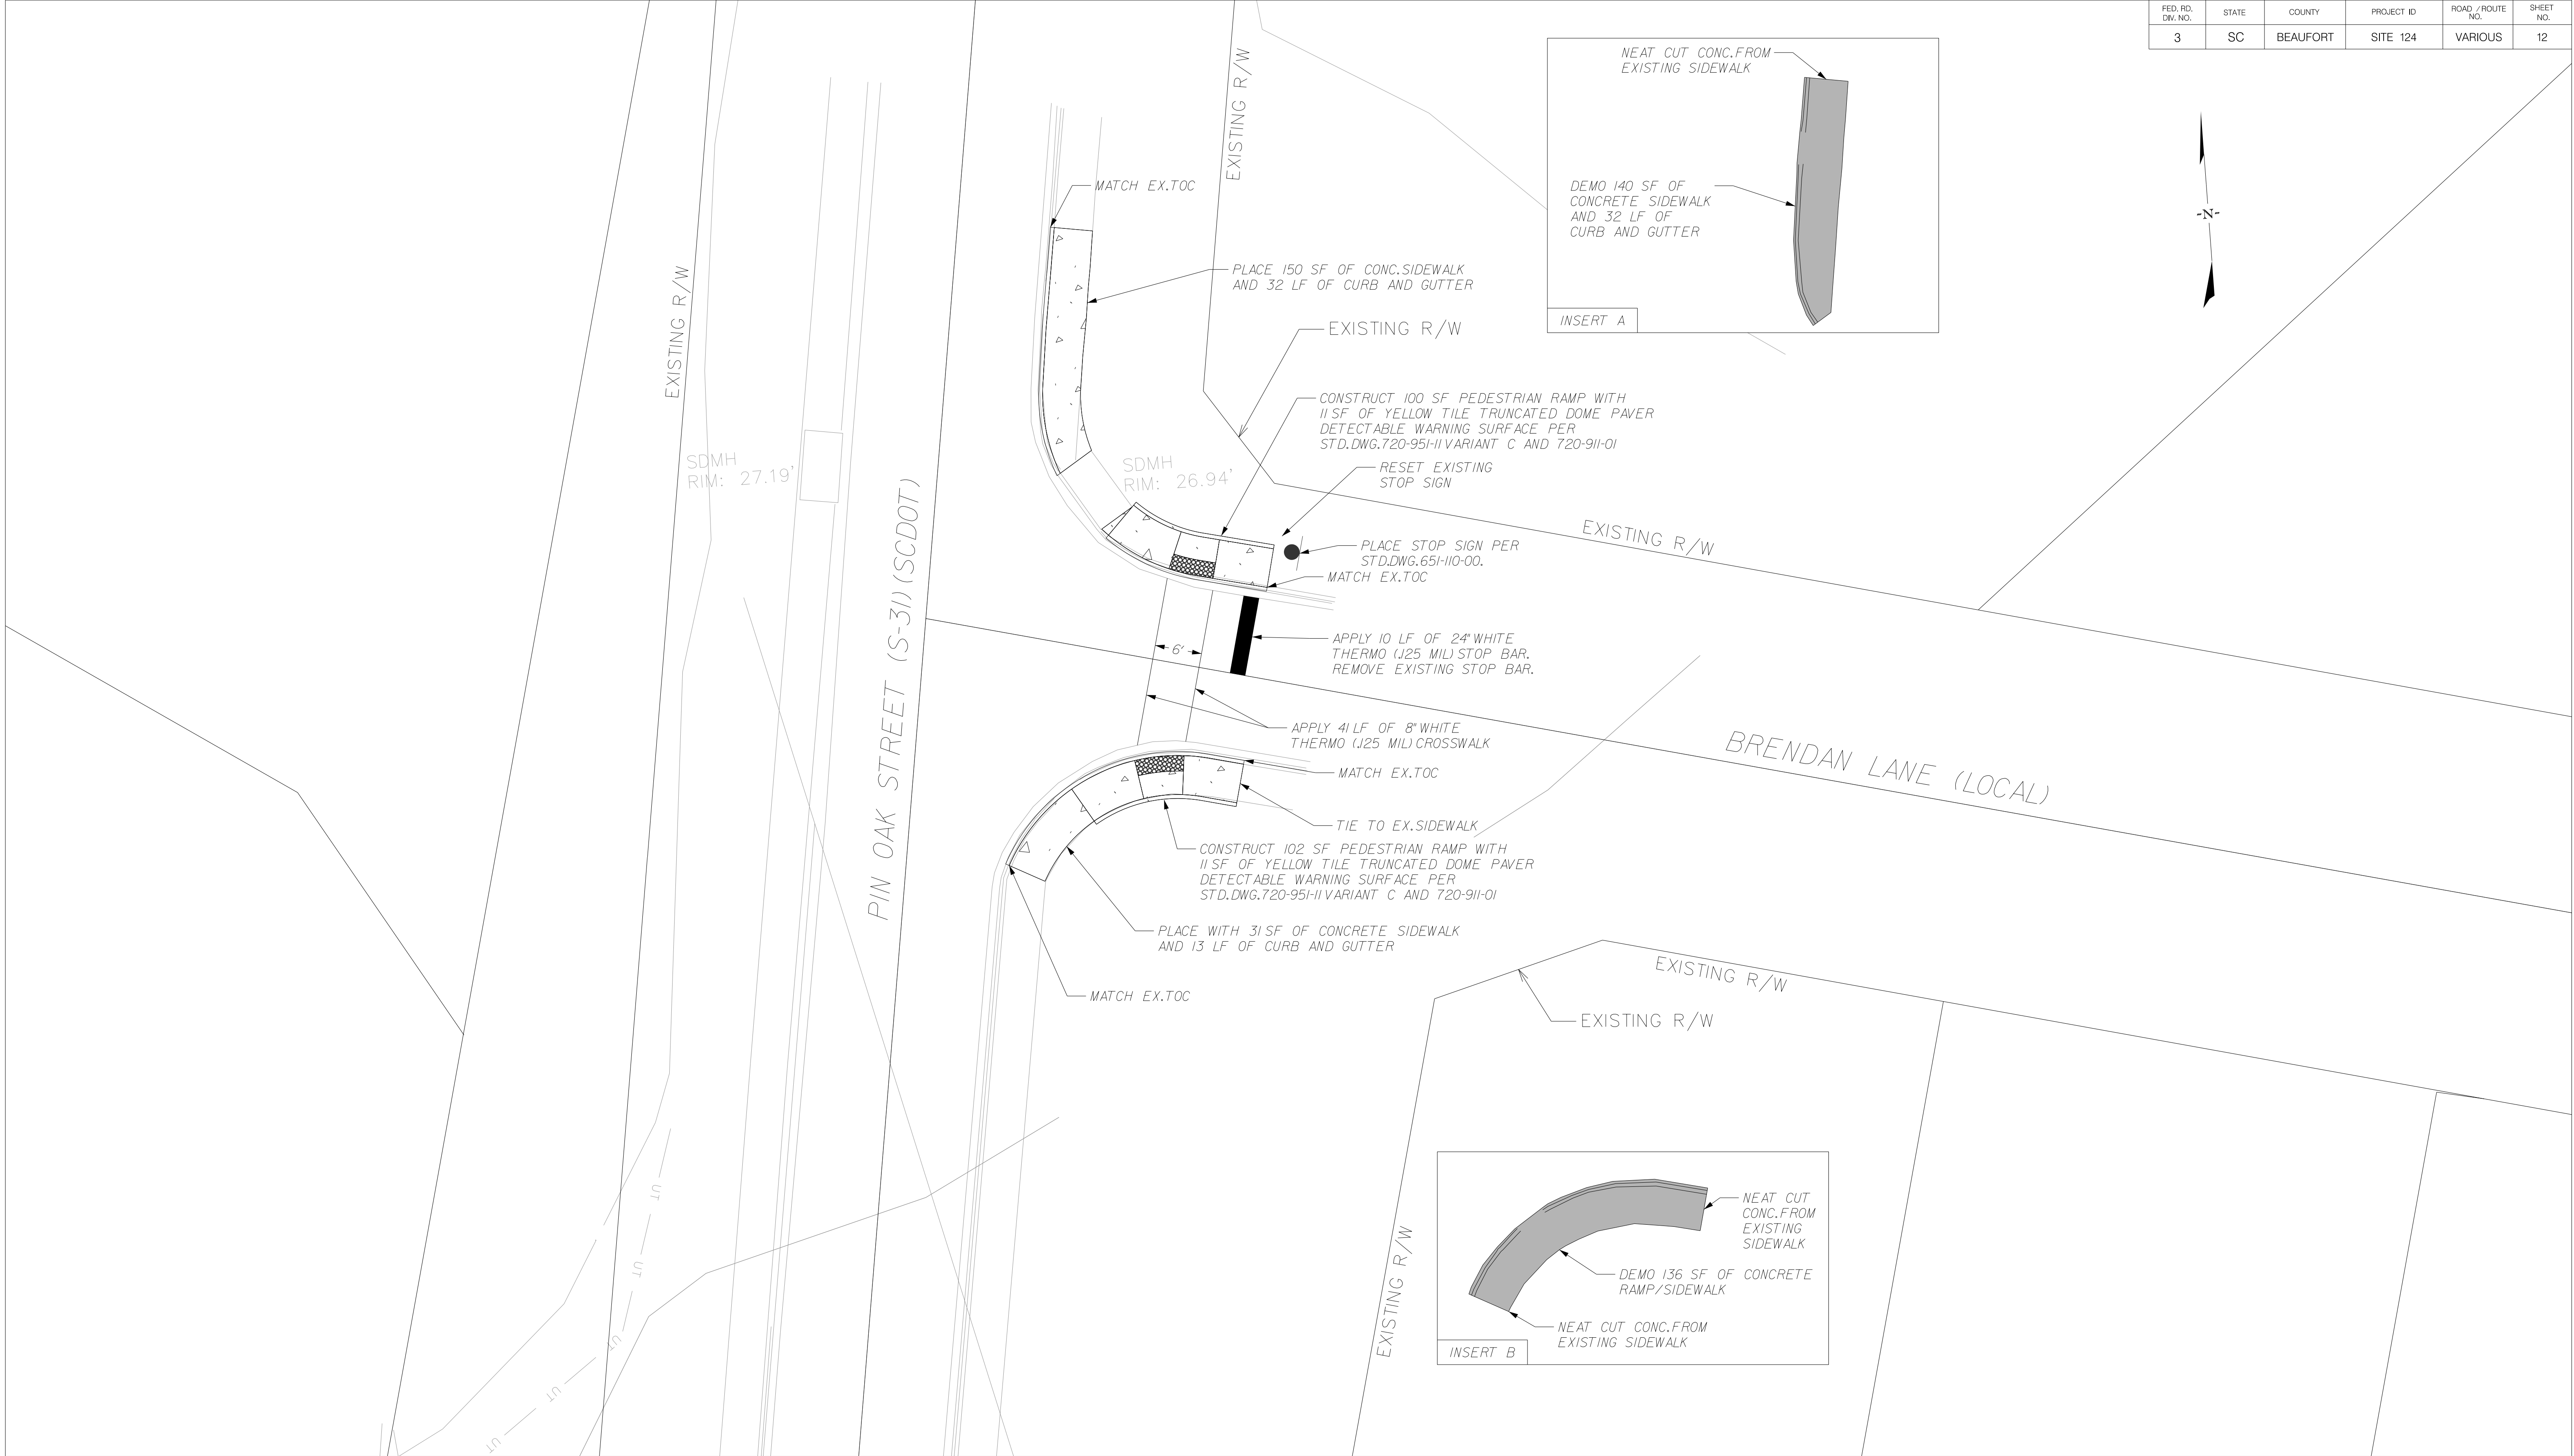 FED. RD. DIV. NO.
STATE
COUNTY
PROJECT ID
ROAD / ROUTE NO.
SHEET NO.
3
SC
BEAUFORT
SITE 124
VARIOUS
12
NEAT CUT CONC.FROM
EXISTING SIDEWALK
DEMO 140 SF OF
CONCRETE SIDEWALK
AND 32 LF OF
CURB AND GUTTER
INSERT A
-N-
EXISTING R/W
EXISTING R/W
MATCH EX.TOC
PLACE 150 SF OF CONC.SIDEWALK
AND 32 LF OF CURB AND GUTTER
EXISTING R/W
CONSTRUCT 100 SF PEDESTRIAN RAMP WITH
11 SF OF YELLOW TILE TRUNCATED DOME PAVER
DETECTABLE WARNING SURFACE PER
STD.DWG.720-951-11 VARIANT C AND 720-911-01
SDMH
RIM: 27.19'
SDMH
RIM: 26.94'
RESET EXISTING
STOP SIGN
EXISTING R/W
PLACE STOP SIGN PER
STD.DWG.651-110-00.
MATCH EX.TOC
PIN OAK STREET (S-31) (SCDOT)
6'
APPLY 10 LF OF 24" WHITE
THERMO (.125 MIL) STOP BAR.
REMOVE EXISTING STOP BAR.
APPLY 41 LF OF 8" WHITE
THERMO (.125 MIL) CROSSWALK
BRENDAN LANE (LOCAL)
MATCH EX.TOC
TIE TO EX.SIDEWALK
CONSTRUCT 102 SF PEDESTRIAN RAMP WITH
11 SF OF YELLOW TILE TRUNCATED DOME PAVER
DETECTABLE WARNING SURFACE PER
STD.DWG.720-951-11 VARIANT C AND 720-911-01
PLACE WITH 31 SF OF CONCRETE SIDEWALK
AND 13 LF OF CURB AND GUTTER
MATCH EX.TOC
EXISTING R/W
EXISTING R/W
EXISTING R/W
NEAT CUT
CONC.FROM
EXISTING
SIDEWALK
DEMO 136 SF OF CONCRETE
RAMP/SIDEWALK
NEAT CUT CONC.FROM
EXISTING SIDEWALK
INSERT B
UT
UT
UT
UT
UT